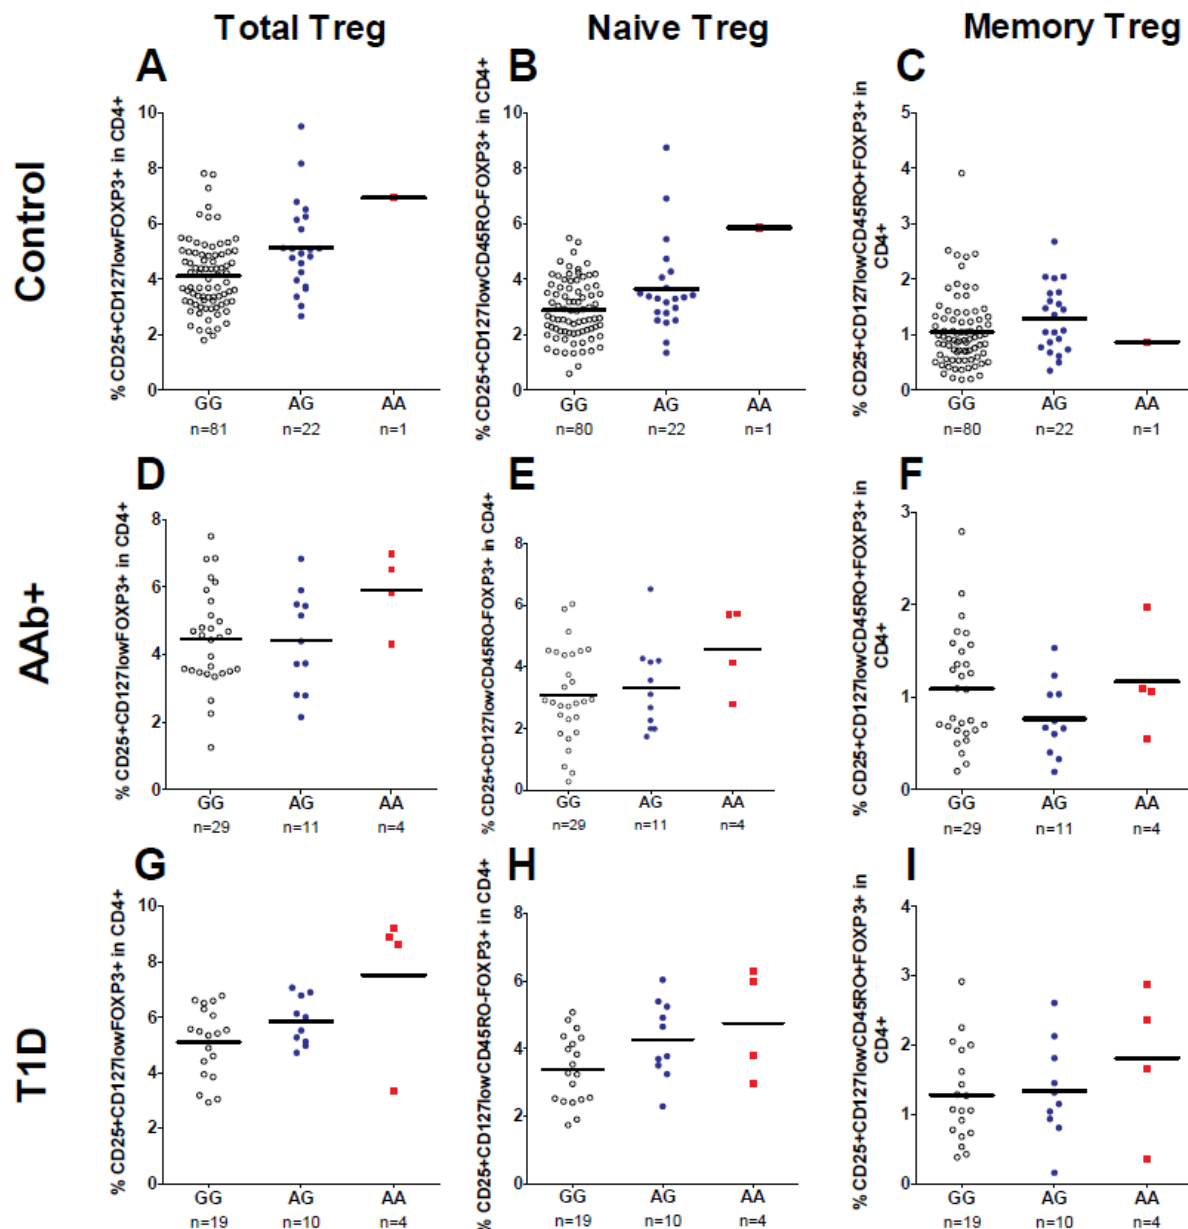 Total Treg
Naive Treg
Memory Treg
Control
A
% CD25+CD127lowFOXP3+ in CD4+
10
8
6
4
2
0
GG
AG
AA
n=81
n=22
n=1
B
% CD25+CD127lowCD45RO-FOXP3+ in CD4+
10
8
6
4
2
0
GG
AG
AA
n=80
n=22
n=1
C
% CD25+CD127lowCD45RO+FOXP3+ in
CD4+
5
4
3
2
1
0
GG
AG
AA
n=80
n=22
n=1
AAb+
D
% CD25+CD127lowFOXP3+ in CD4+
8
6
4
2
0
GG
AG
AA
n=29
n=11
n=4
E
% CD25+CD127lowCD45RO-FOXP3+ in CD4+
8
6
4
2
0
GG
AG
AA
n=29
n=11
n=4
F
% CD25+CD127lowCD45RO+FOXP3+ in
CD4+
3
2
1
0
GG
AG
AA
n=29
n=11
n=4
T1D
G
% CD25+CD127lowFOXP3+ in CD4+
10
8
6
4
2
0
GG
AG
AA
n=19
n=10
n=4
H
% CD25+CD127lowCD45RO-FOXP3+ in CD4+
8
6
4
2
0
GG
AG
AA
n=19
n=10
n=4
I
% CD25+CD127lowCD45RO+FOXP3+ in
CD4+
4
3
2
1
0
GG
AG
AA
n=19
n=10
n=4